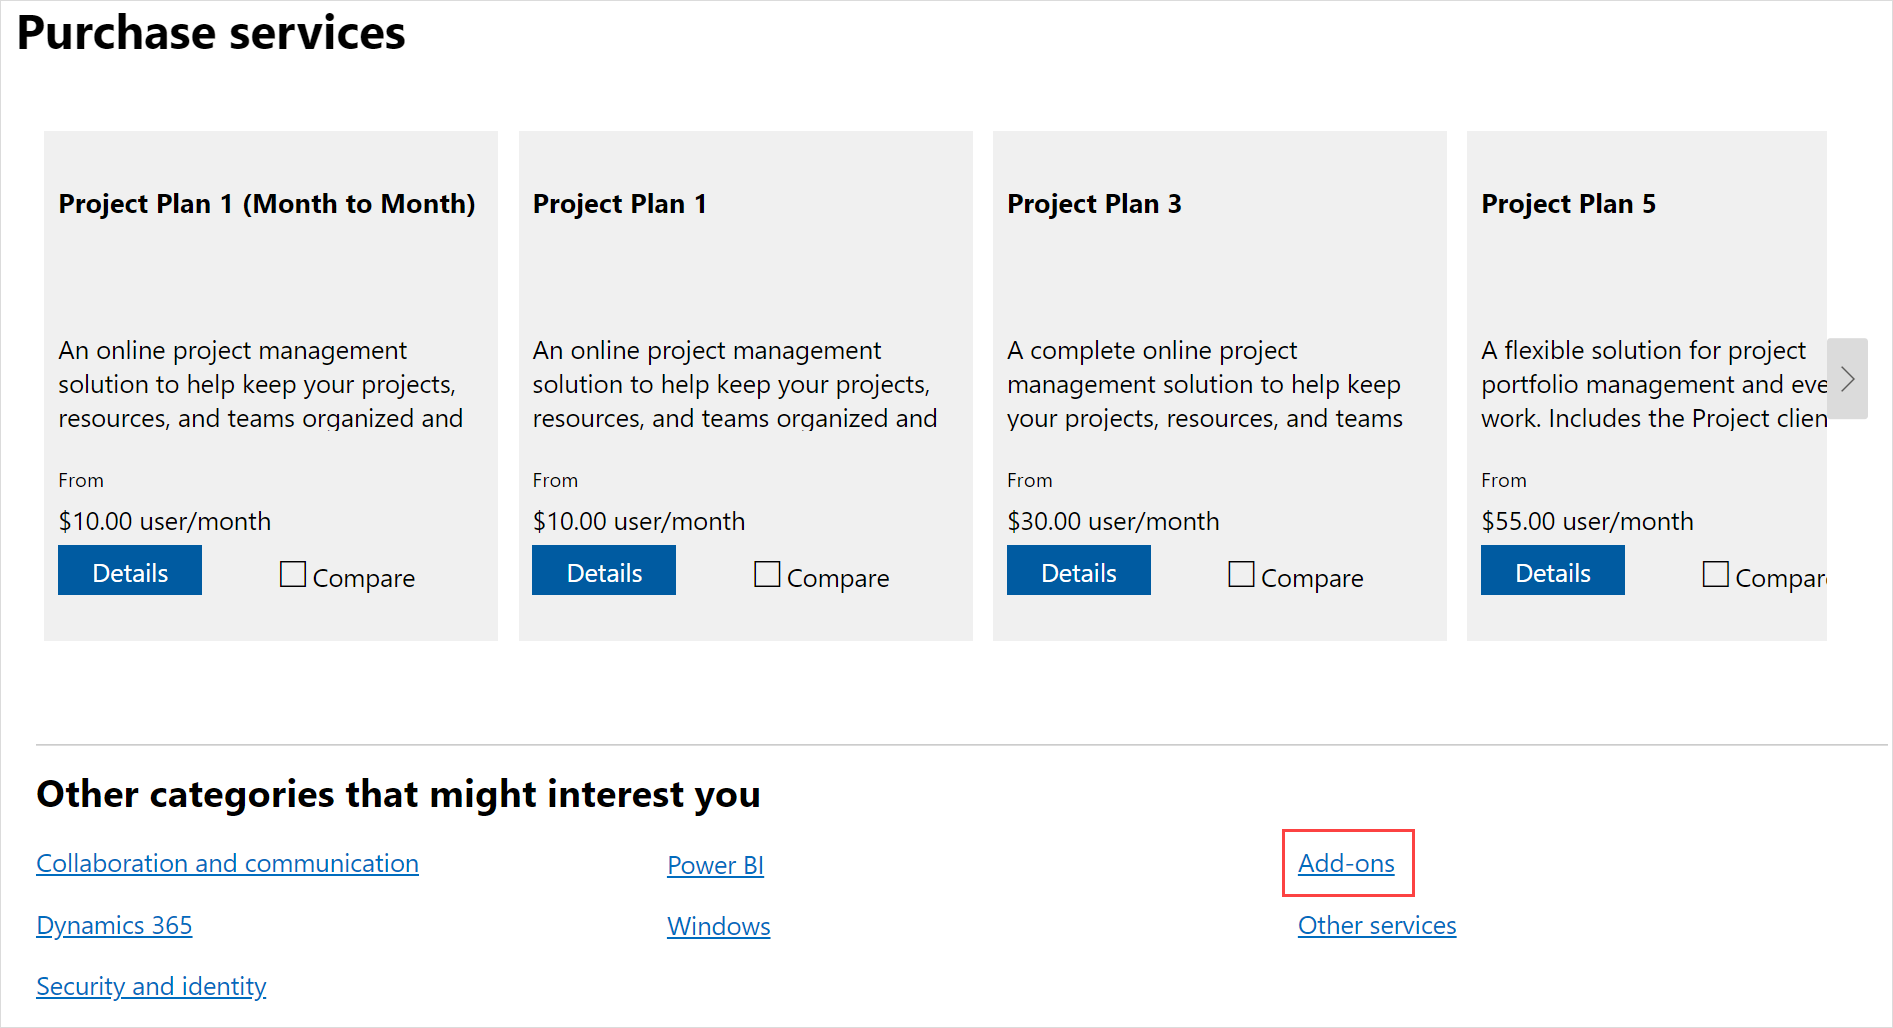 Purchase services
Project Plan 1 (Month to Month)
An online project management
solution to help keep your projects,
resources, and teams organized and
From
$10.00 user/month
Details
Compare
Project Plan 1
An online project management
solution to help keep your projects,
resources, and teams organized and
From
$10.00 user/month
Details
Compare
Project Plan 3
A complete online project
management solution to help keep
your projects, resources, and teams
From
$30.00 user/month
Details
Compare
Project Plan 5
A flexible solution for project
portfolio management and eve
work. Includes the Project clien
From
$55.00 user/month
Details
Compar
Other categories that might interest you
Collaboration and communication
Power BI
Add-ons
Dynamics 365
Windows
Other services
Security and identity